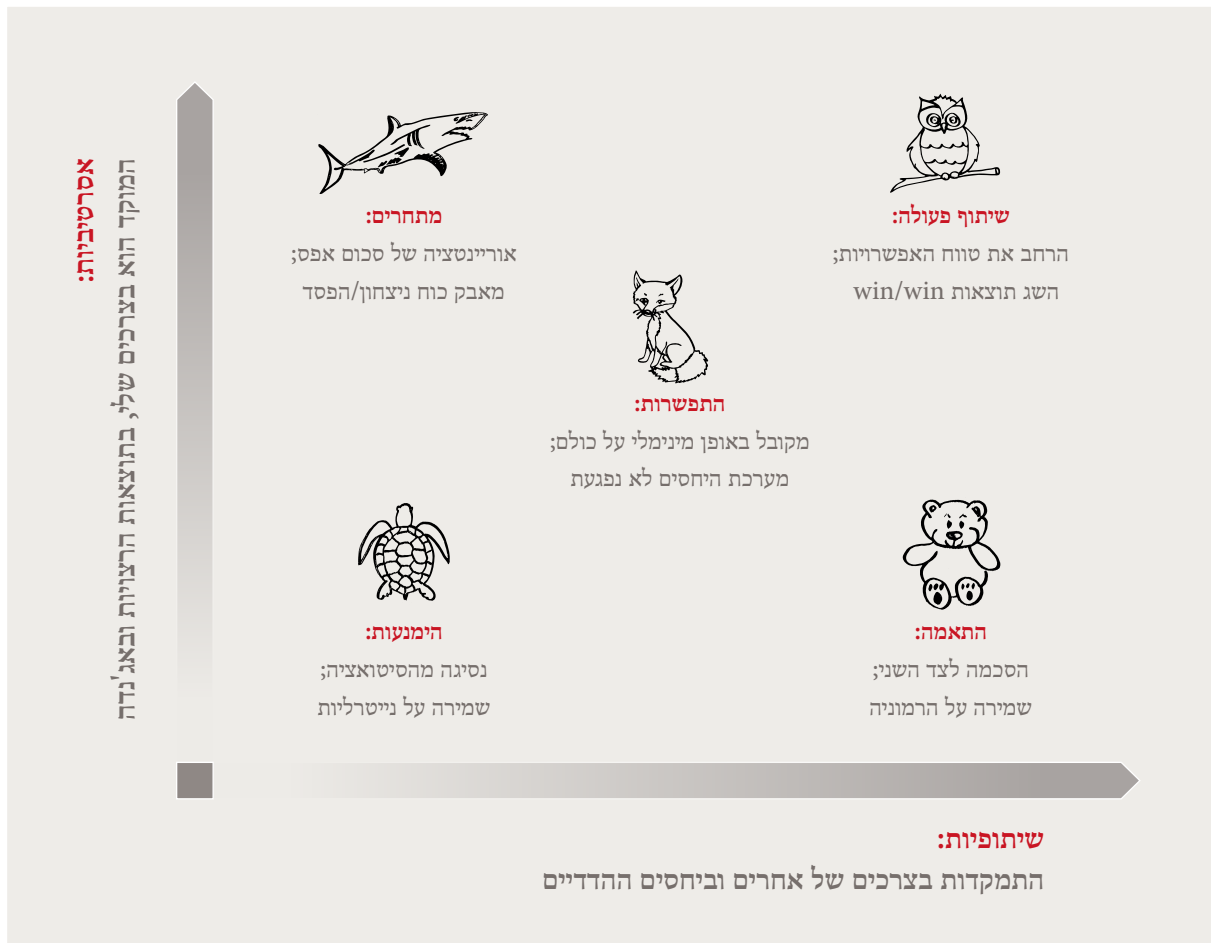 אסרטיביות:
המוקד הוא בצרכים שלי, בתוצאות הרצויות ובאג'נדה
שיתוף פעולה:
הרחב את טווח האפשרויות;
השג תוצאות win/win
מתחרים:
אוריינטציה של סכום אפס;
מאבק כוח ניצחון/הפסד
התפשרות:
מקובל באופן מינימלי על כולם;
מערכת היחסים לא נפגעת
התאמה:
הסכמה לצד השני;
שמירה על הרמוניה
הימנעות:
נסיגה מהסיטואציה;
שמירה על נייטרליות
שיתופיות:
התמקדות בצרכים של אחרים וביחסים ההדדיים